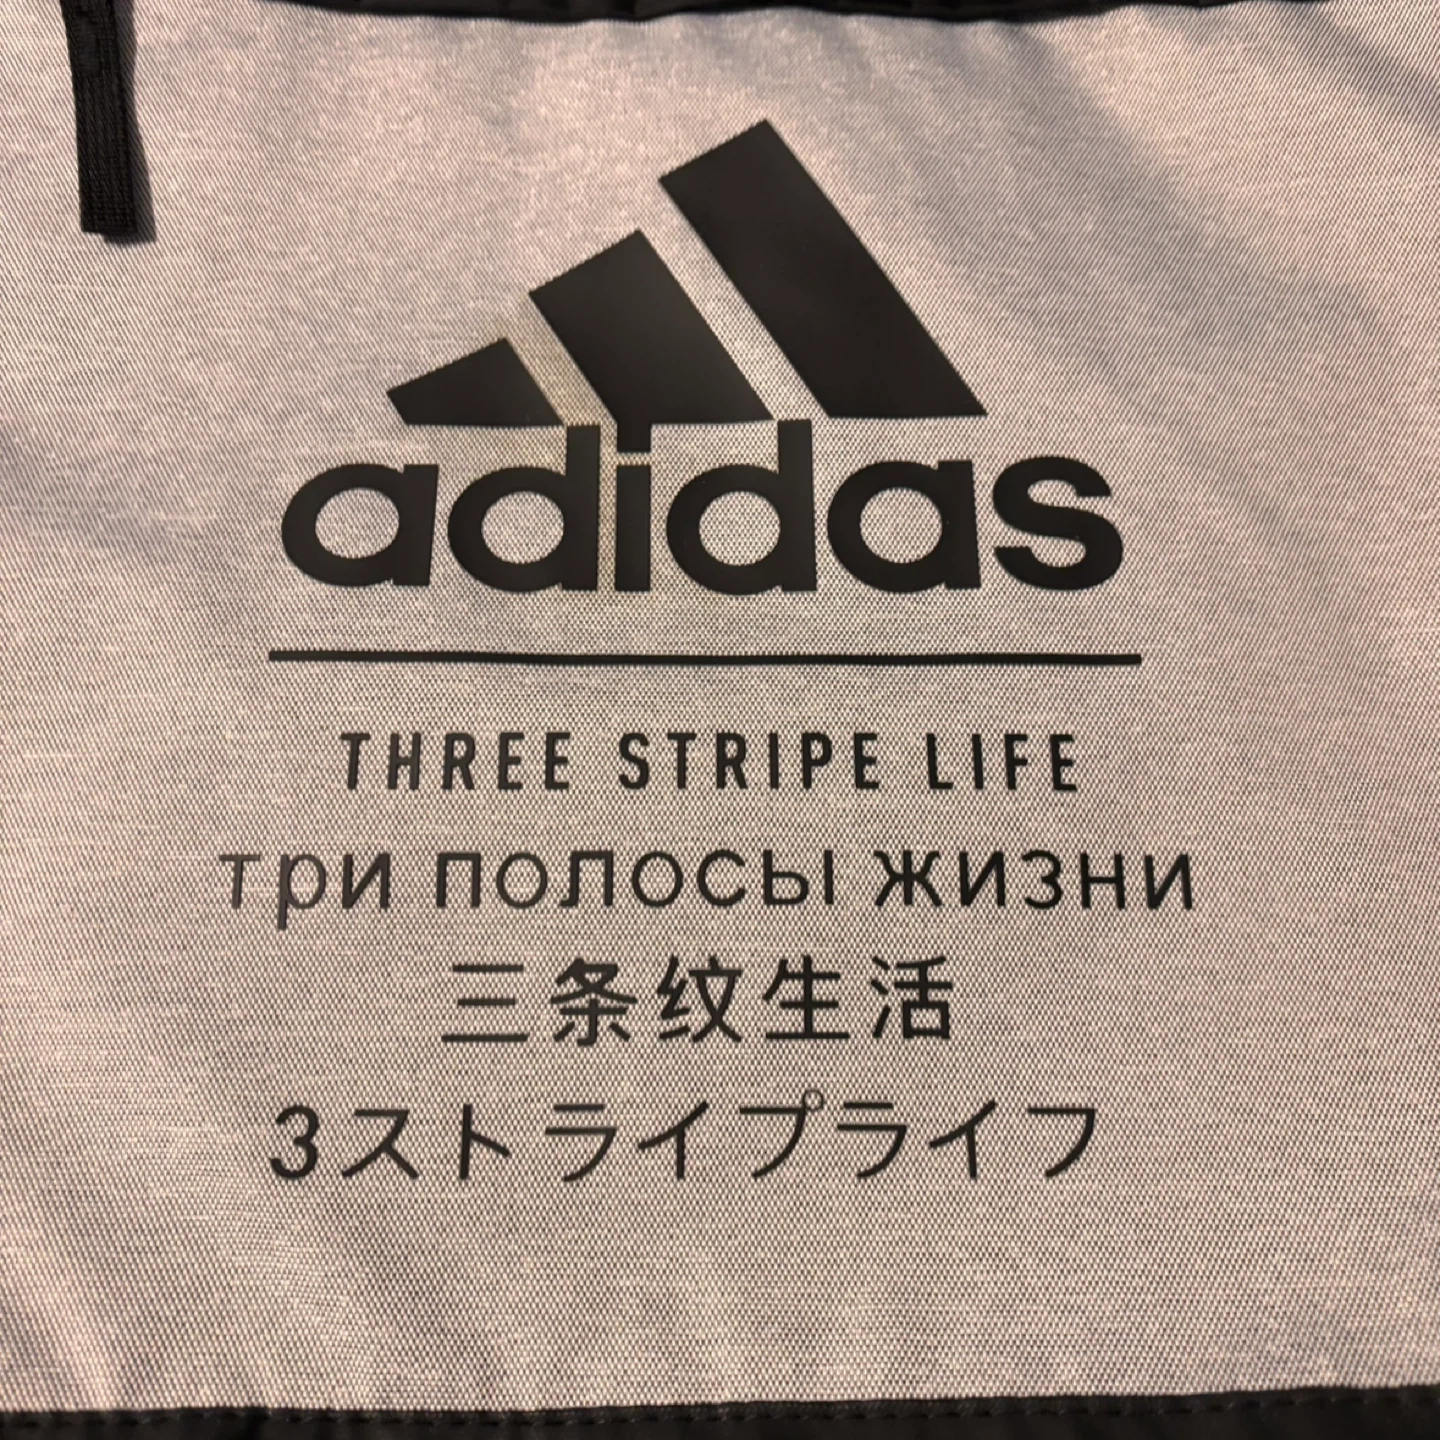 adidas
THREE STRIPE LIFE
три полосы жизни
三条纹生活
3ストライプライフ